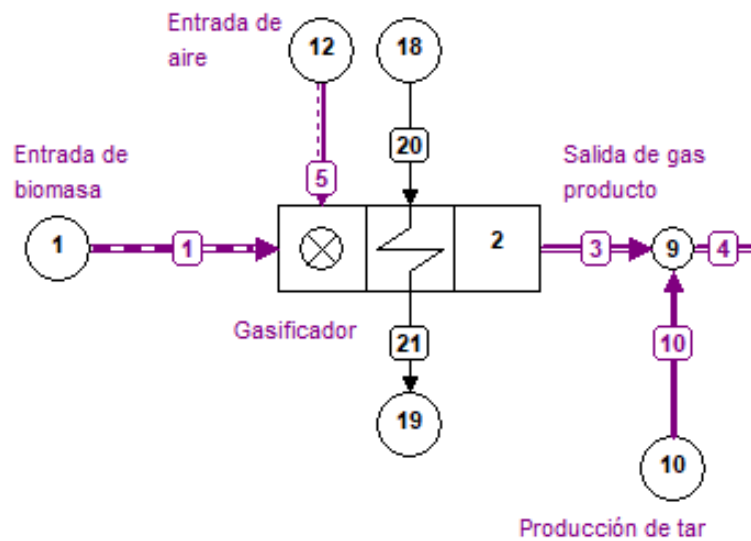 Entrada de
aire
12
18
20
5
Entrada de
biomasa
1
1
2
Salida de gas
producto
3
9
4
Gasificador
21
10
19
10
Producción de tar